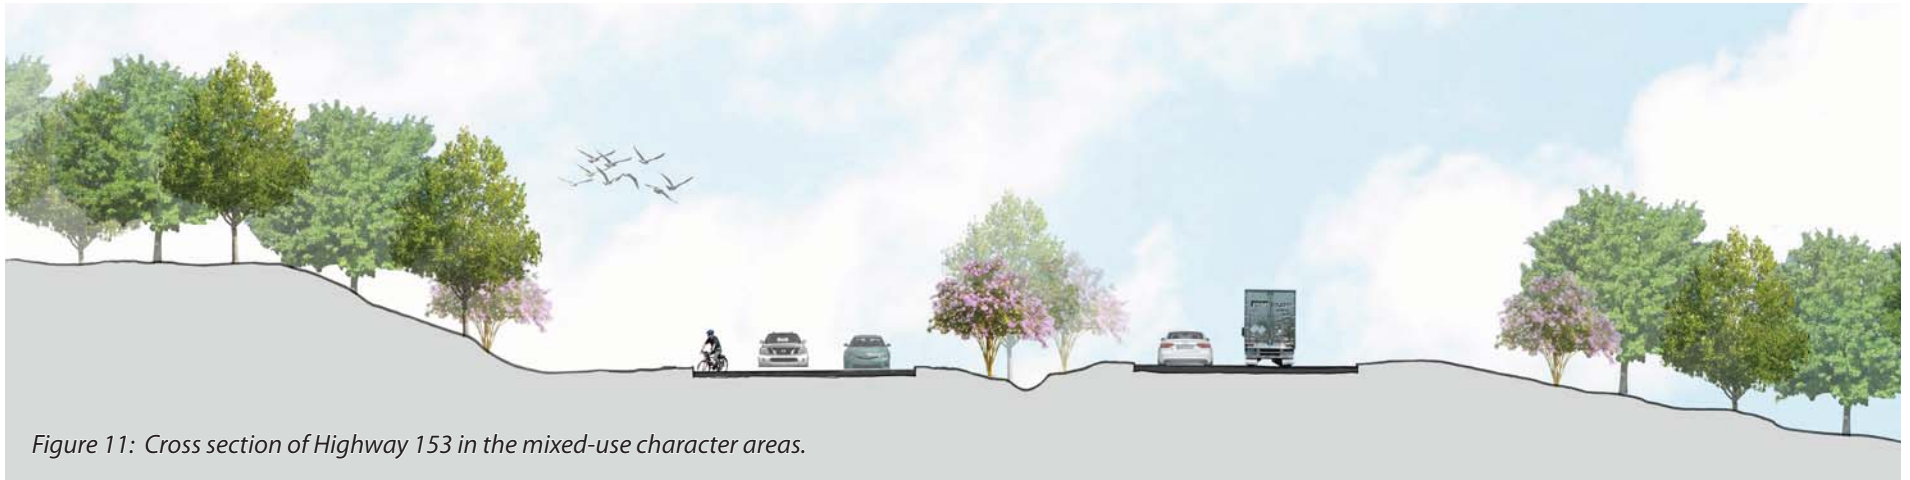 Figure 11: Cross section of Highway 153 in the mixed-use character areas.